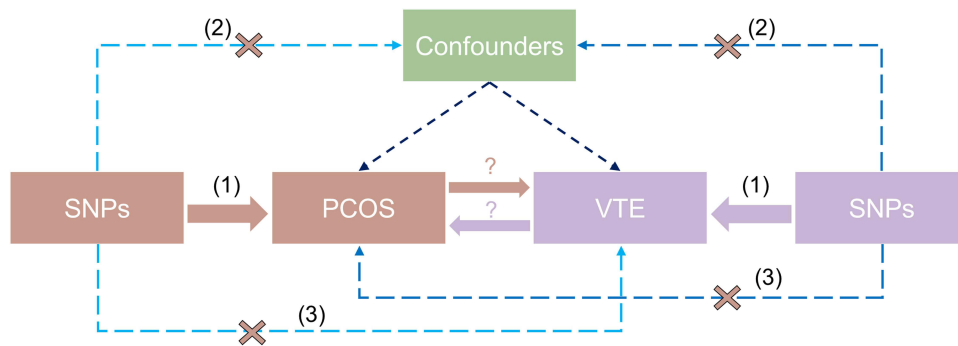 (2)
Confounders
(2)
SNPs
(1)
PCOS
?
?
VTE
(1)
SNPs
(3)
(3)